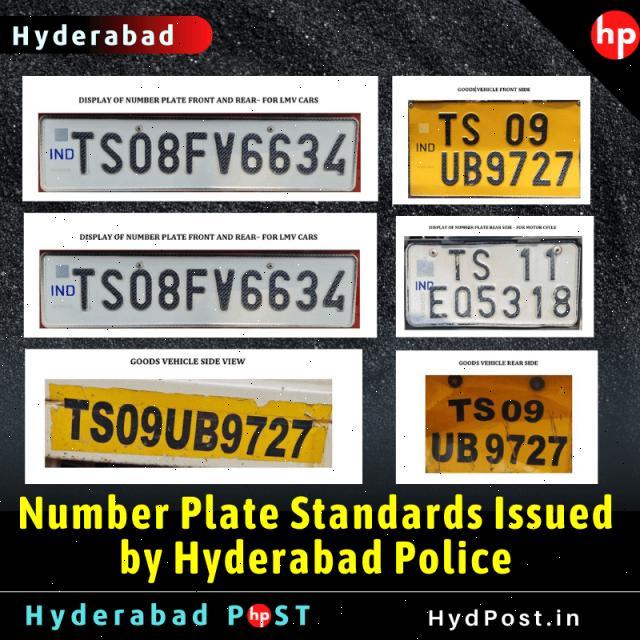 Hyderabad
hp
DISPLAY OF NUMBER PLATE FRONT AND REAR- FOR LMV CARS
IND TS08FV6634
GOODS VEHICLE FRONT SIDE
TS 09
IND
UB9727
DISPLAY OF NUMBER PLATE FRONT AND REAR- FOR LMV CARS
IND TS08FV6634
DISPLAY OF NUMBER PLATE REAR SIDE - FOR MOTOR CYCLE
TS 11
IND
EQ5318
GOODS VEHICLE SIDE VIEW
TS09UB9727
GOODS VEHICLE REAR SIDE
TS 09
UB 9727
Number Plate Standards Issued
by Hyderabad Police
Hyderabad PhpST
HydPost.in